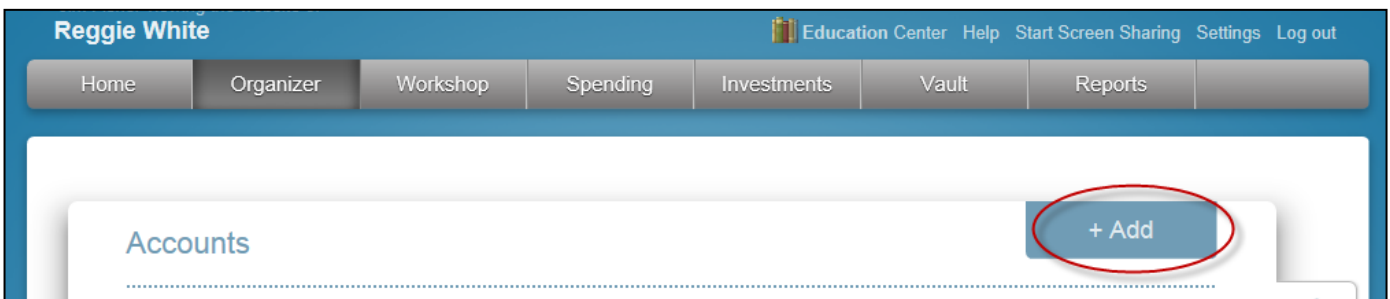 Reggie White
Education Center Help Start Screen Sharing Settings Log out
Home Organizer Workshop Spending Investments Vault Reports
+ Add
Accounts